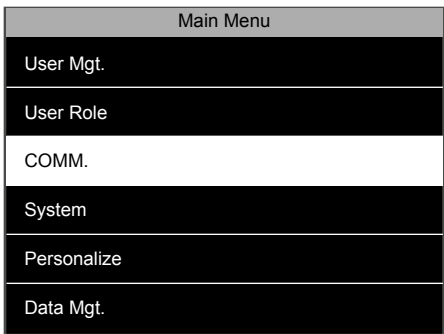 Main Menu
User Mgt.
User Role
COMM.
System
Personalize
Data Mgt.